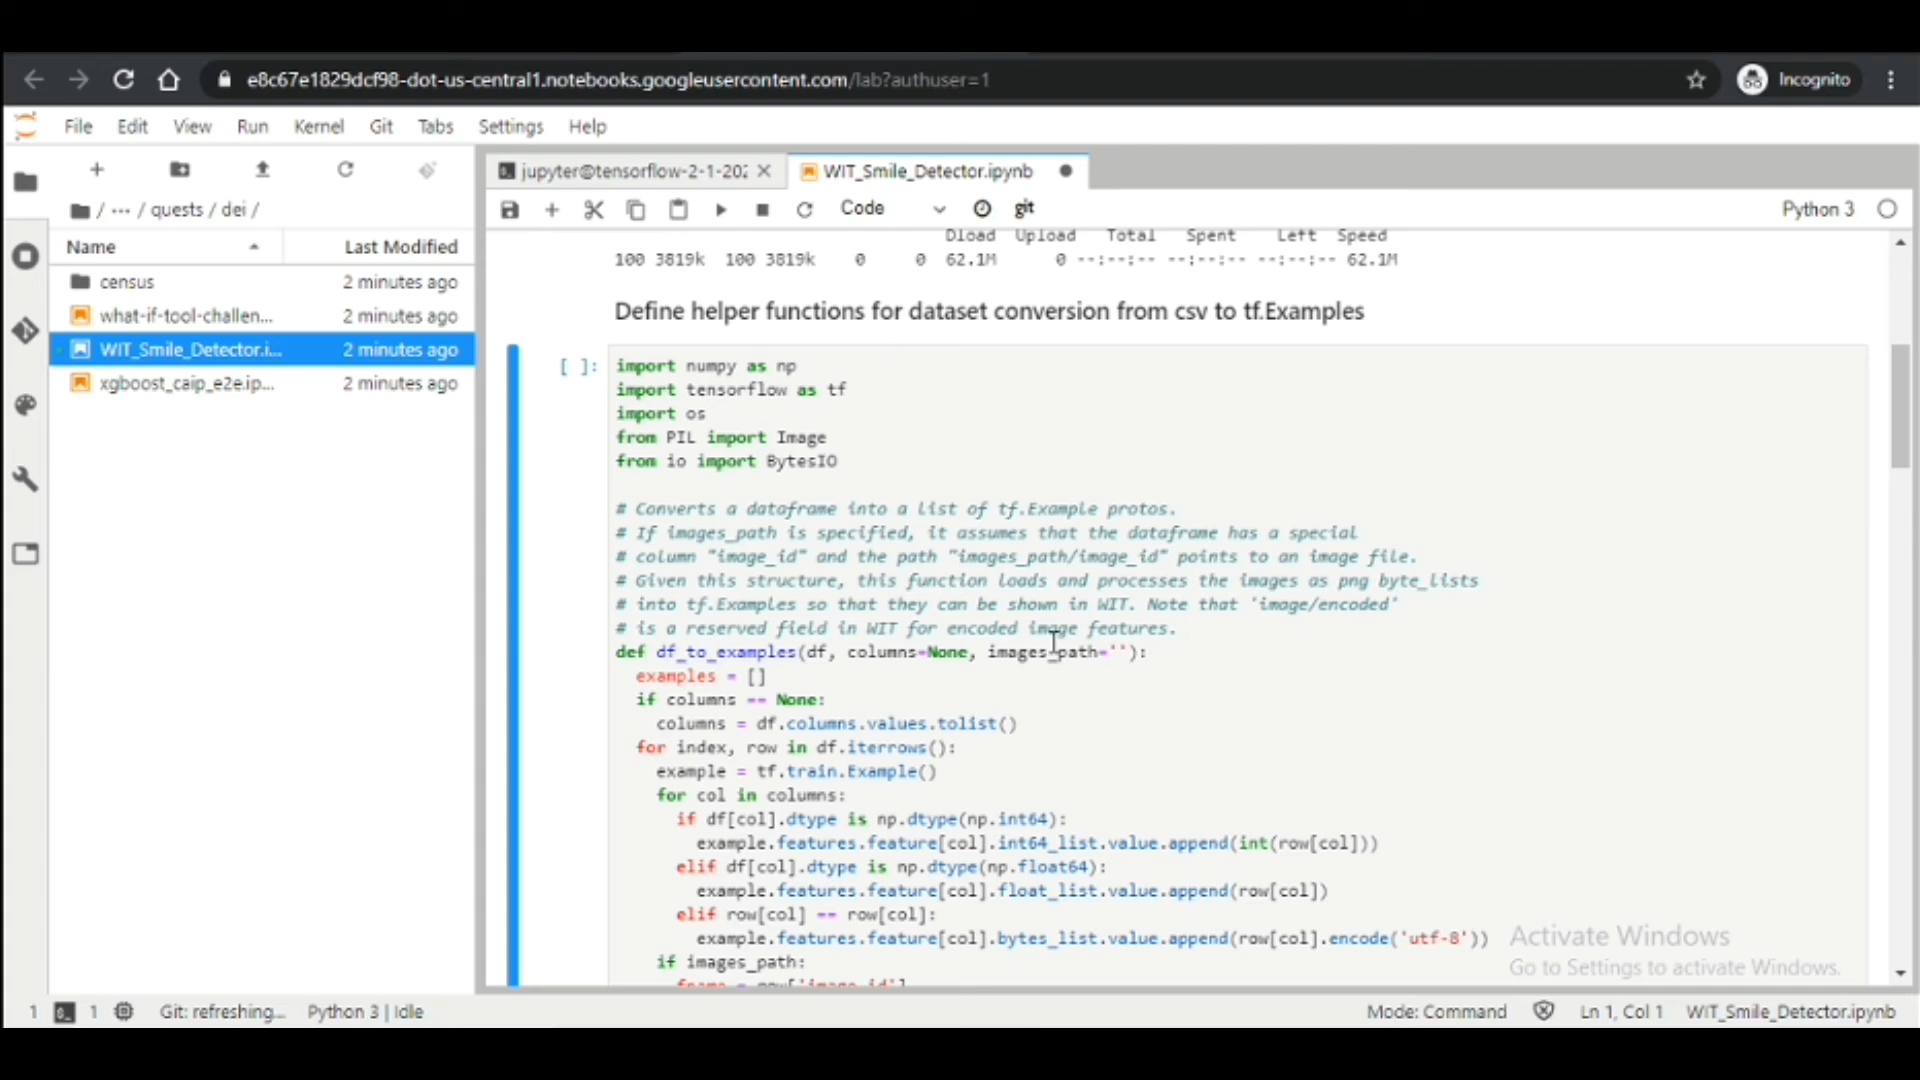 e8c67e1829dcf98-dot-us-central1.notebooks.googleusercontent.com/lab?authuser=1
Incognito
File Edit View Run Kernel Git Tabs Settings Help
jupyter@tensorflow-2-1-202
WIT_Smile_Detector.ipynb
/ ··· / quests / dei /
Code
git
Python 3
Name Last Modified
census 2 minutes ago
what-if-tool-challen... 2 minutes ago
WIT_Smile_Detector.i... 2 minutes ago
xgboost_caip_e2e.ip... 2 minutes ago
Dload Upload Total Spent Left Speed
100 3819k 100 3819k 0 0 62.1M 0 --:--:-- --:--:-- --:--:-- 62.1M
Define helper functions for dataset conversion from csv to tf.Examples
[ ]:
import numpy as np
import tensorflow as tf
import os
from PIL import Image
from io import BytesIO
# Converts a dataframe into a list of tf.Example protos.
# If images_path is specified, it assumes that the dataframe has a special
# column "image_id" and the path "images_path/image_id" points to an image file.
# Given this structure, this function loads and processes the images as png byte_lists
# into tf.Examples so that they can be shown in WIT. Note that 'image/encoded'
# is a reserved field in WIT for encoded image features.
def df_to_examples(df, columns=None, images_path=''):
examples = []
if columns == None:
columns = df.columns.values.tolist()
for index, row in df.iterrows():
example = tf.train.Example()
for col in columns:
if df[col].dtype is np.dtype(np.int64):
example.features.feature[col].int64_list.value.append(int(row[col]))
elif df[col].dtype is np.dtype(np.float64):
example.features.feature[col].float_list.value.append(row[col])
elif row[col] == row[col]:
example.features.feature[col].bytes_list.value.append(row[col].encode('utf-8'))
if images_path:
fname = row['image_id']
Activate Windows
Go to Settings to activate Windows.
1 1 Git: refreshing... Python 3 | Idle
Mode: Command Ln 1, Col 1 WIT_Smile_Detector.ipynb